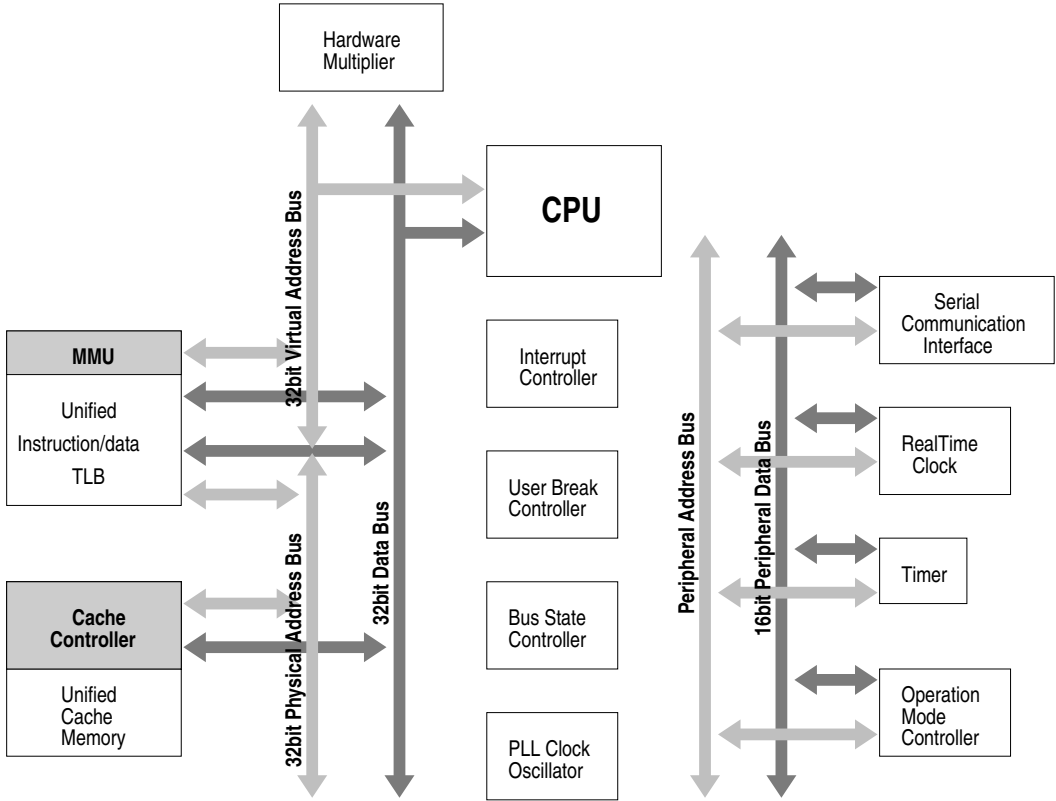 Hardware
Multiplier
CPU
32bit Virtual Address Bus
MMU
Unified
Instruction/data
TLB
32bit Physical Address Bus
32bit Data Bus
Cache
Controller
Unified
Cache
Memory
Interrupt
Controller
User Break
Controller
Bus State
Controller
PLL Clock
Oscillator
Peripheral Address Bus
16bit Peripheral Data Bus
Serial
Communication
Interface
RealTime
Clock
Timer
Operation
Mode
Controller